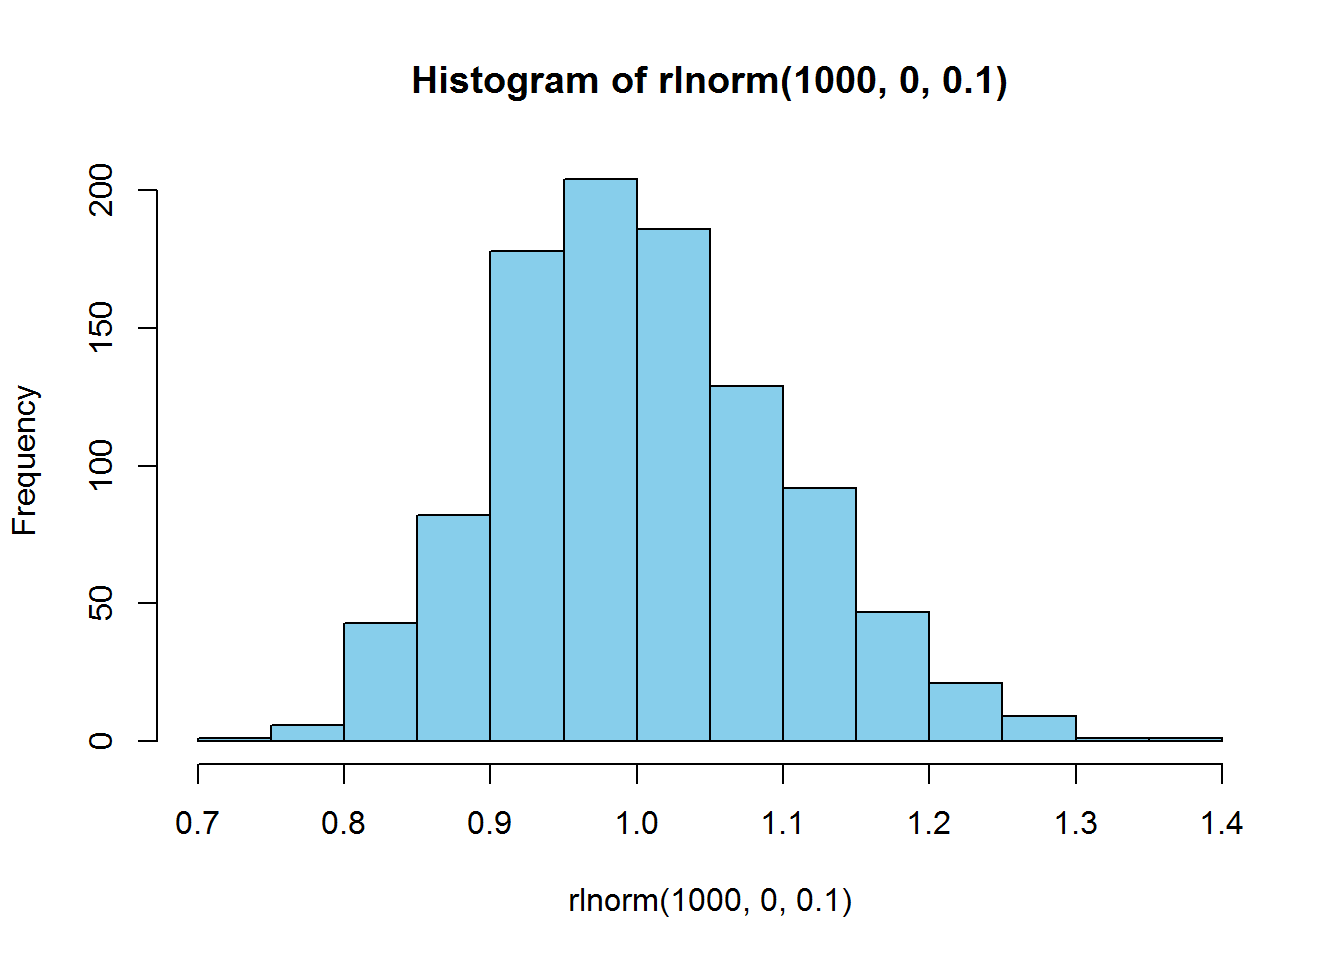 Histogram of rlnorm(1000, 0, 0.1)
Frequency
200
150
100
50
0
0.7 0.8 0.9 1.0 1.1 1.2 1.3 1.4
rlnorm(1000, 0, 0.1)